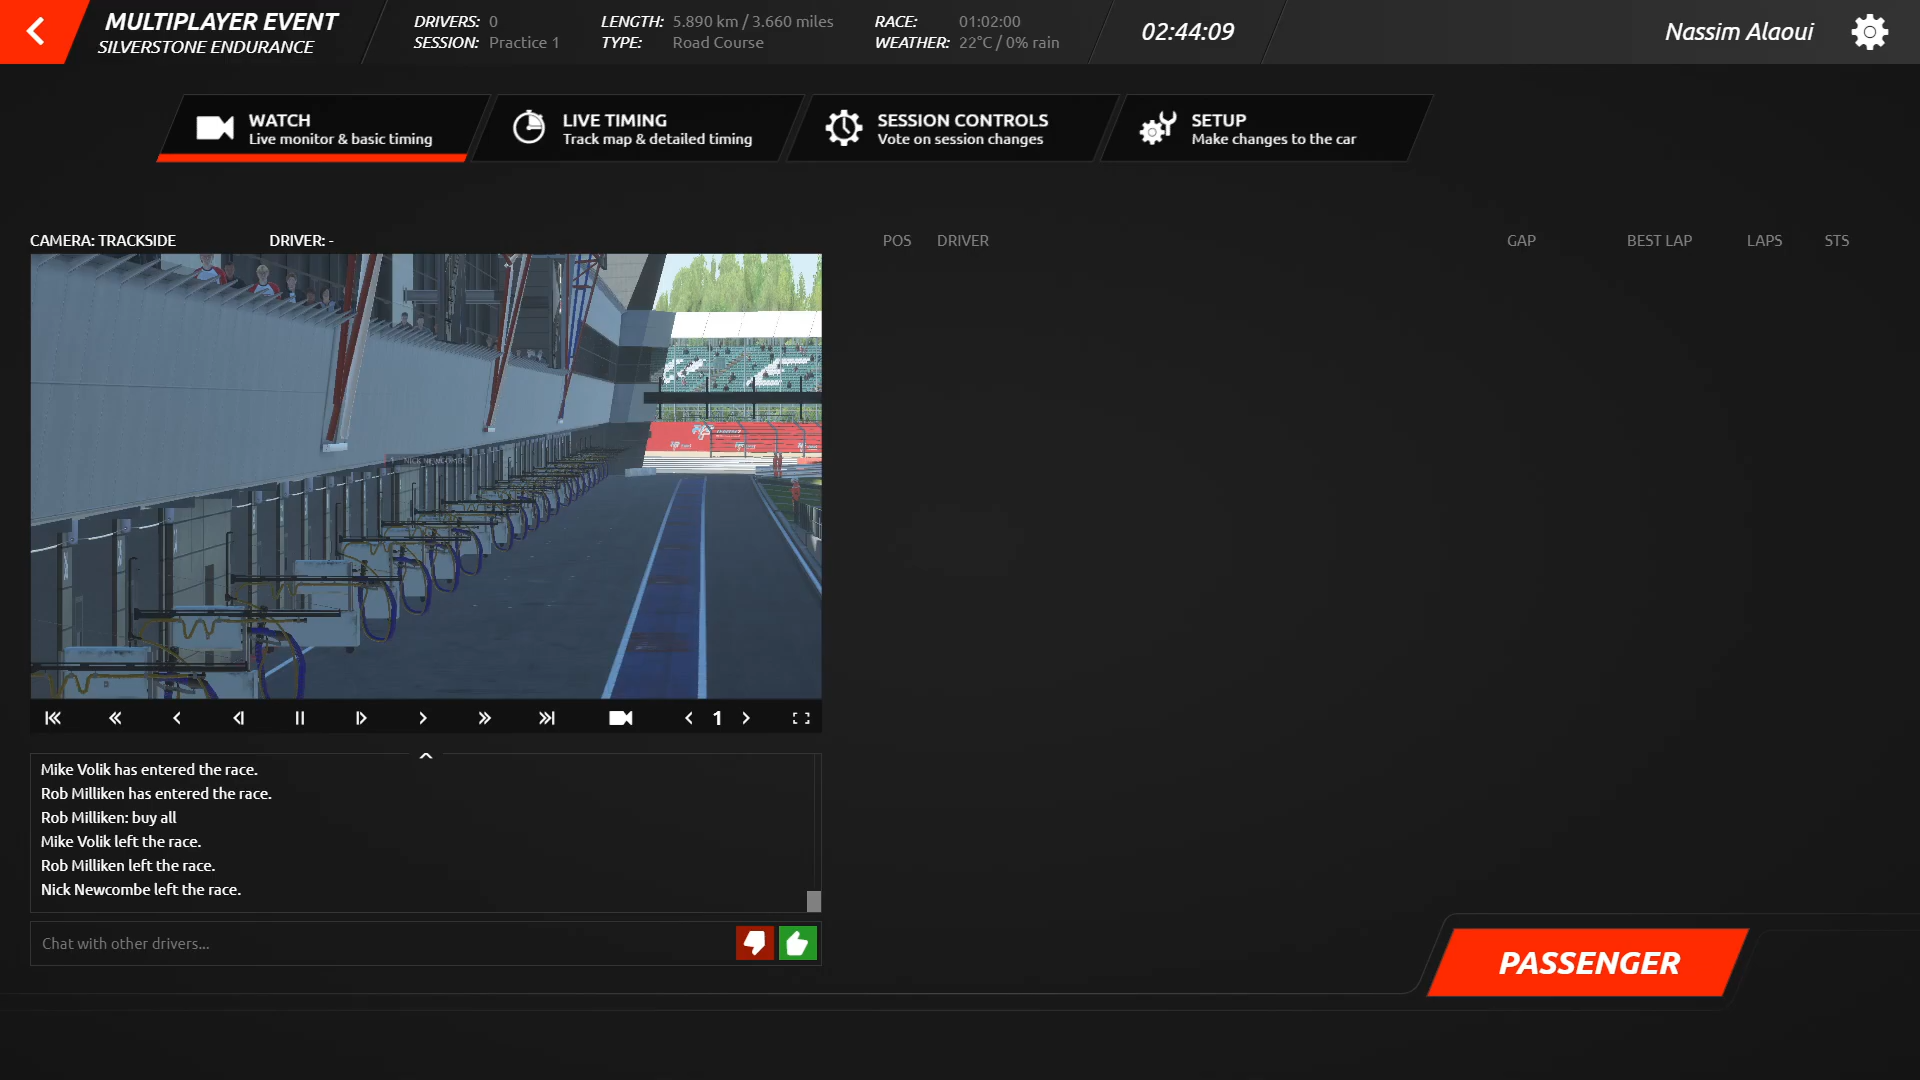 MULTIPLAYER EVENT
SILVERSTONE ENDURANCE
DRIVERS: 0
SESSION: Practice 1
LENGTH: 5.890 km / 3.660 miles
TYPE: Road Course
RACE: 01:02:00
WEATHER: 22°C / 0% rain
02:44:09
Nassim Alaoui
WATCH
Live monitor & basic timing
LIVE TIMING
Track map & detailed timing
SESSION CONTROLS
Vote on session changes
SETUP
Make changes to the car
CAMERA: TRACKSIDE DRIVER: -
POS DRIVER GAP BEST LAP LAPS STS
NICK NEWCOMBE
1
Mike Volik has entered the race.
Rob Milliken has entered the race.
Rob Milliken: buy all
Mike Volik left the race.
Rob Milliken left the race.
Nick Newcombe left the race.
Chat with other drivers...
PASSENGER